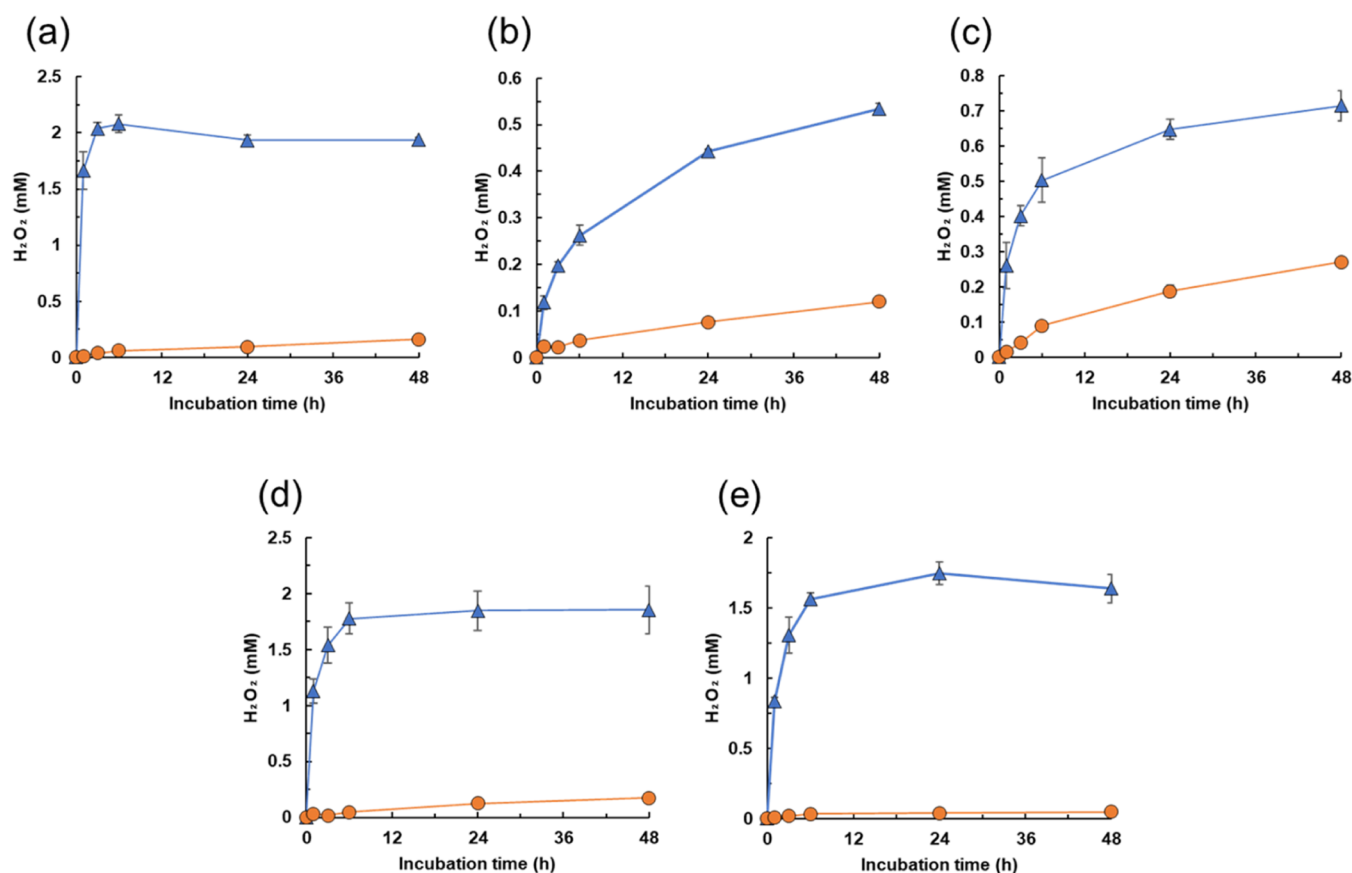 (a)
2.5
2
1.5
1
0.5
0
H₂O₂ (mM)
0 12 24 36 48
Incubation time (h)
(b)
0.6
0.5
0.4
0.3
0.2
0.1
0
H₂O₂ (mM)
0 12 24 36 48
Incubation time (h)
(c)
0.8
0.7
0.6
0.5
0.4
0.3
0.2
0.1
0
H₂O₂ (mM)
0 12 24 36 48
Incubation time (h)
(d)
2.5
2
1.5
1
0.5
0
H₂O₂ (mM)
0 12 24 36 48
Incubation time (h)
(e)
2
1.5
1
0.5
0
H₂O₂ (mM)
0 12 24 36 48
Incubation time (h)